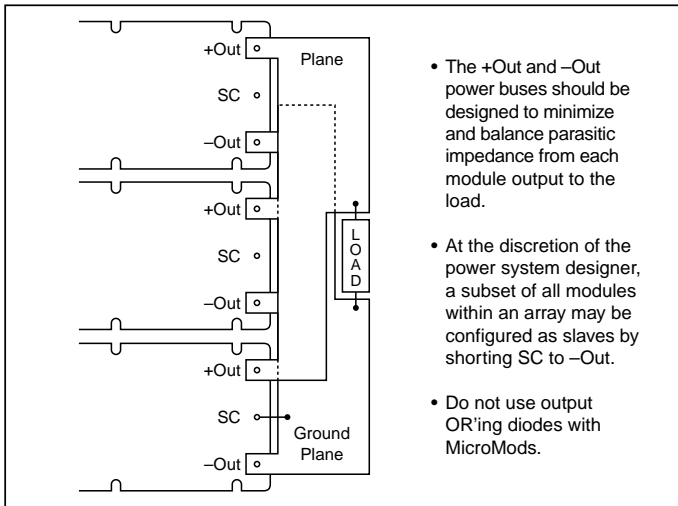 +Out
Plane
SC
–Out
+Out
SC
–Out
+Out
SC
Ground
Plane
–Out
LOAD
• The +Out and –Out
power buses should be
designed to minimize
and balance parasitic
impedance from each
module output to the
load.
• At the discretion of the
power system designer,
a subset of all modules
within an array may be
configured as slaves by
shorting SC to –Out.
• Do not use output
OR'ing diodes with
MicroMods.